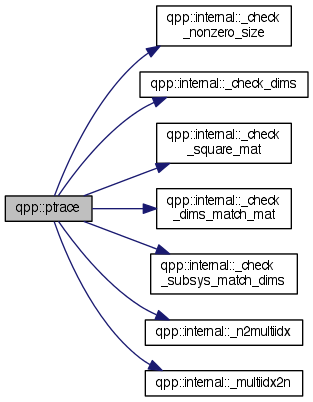 qpp::internal::_check
_nonzero_size
qpp::internal::_check_dims
qpp::internal::_check
_square_mat
qpp::ptrace
qpp::internal::_check
_dims_match_mat
qpp::internal::_check
_subsys_match_dims
qpp::internal::_n2multiidx
qpp::internal::_multiidx2n